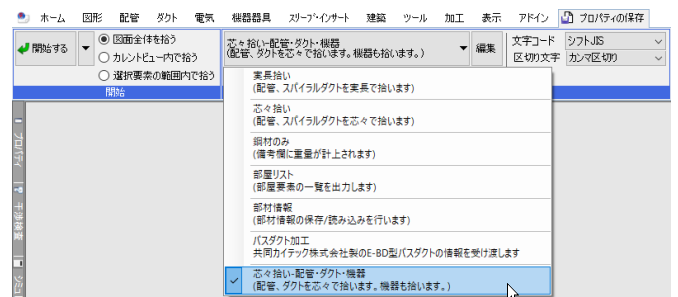 ホーム 図形 配管 ダクト 電気 機器器具 スリーブ・インサート 建築 ツール 加工 表示 アドイン プロパティの保存
開始する
図面全体を拾う
カレントビュー内で拾う
選択要素の範囲内で拾う
開始
芯々拾い-配管・ダクト・機器
(配管、ダクトを芯々で拾います。機器も拾います。)
編集
文字コード シフトJIS
区切り文字 カンマ区切り
実長拾い
(配管、スパイラルダクトを実長で拾います)
芯々拾い
(配管、スパイラルダクトを芯々で拾います)
鋼材のみ
(備考欄に重量が計上されます)
部屋リスト
(部屋要素の一覧を出力します)
部材情報
(部材情報の保存/読み込みを行います)
バスダクト加工
共同カイテック株式会社製のE-BD型バスダクトの情報を受け渡します
芯々拾い-配管・ダクト・機器
(配管、ダクトを芯々で拾います。機器も拾います。)
プロパティ
干渉検査